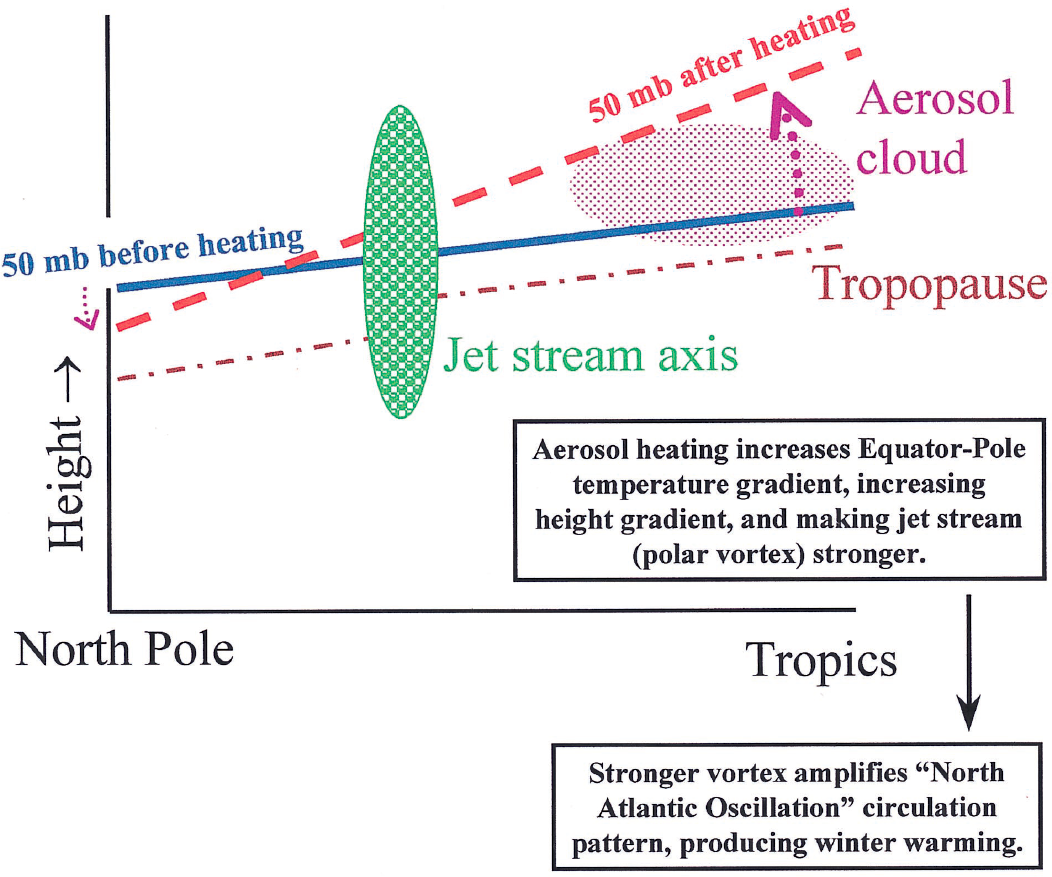 50 mb after heating
Aerosol
cloud
50 mb before heating
Tropopause
Jet stream axis
Height →
Aerosol heating increases Equator-Pole
temperature gradient, increasing
height gradient, and making jet stream
(polar vortex) stronger.
North Pole
Tropics
Stronger vortex amplifies “North
Atlantic Oscillation” circulation
pattern, producing winter warming.